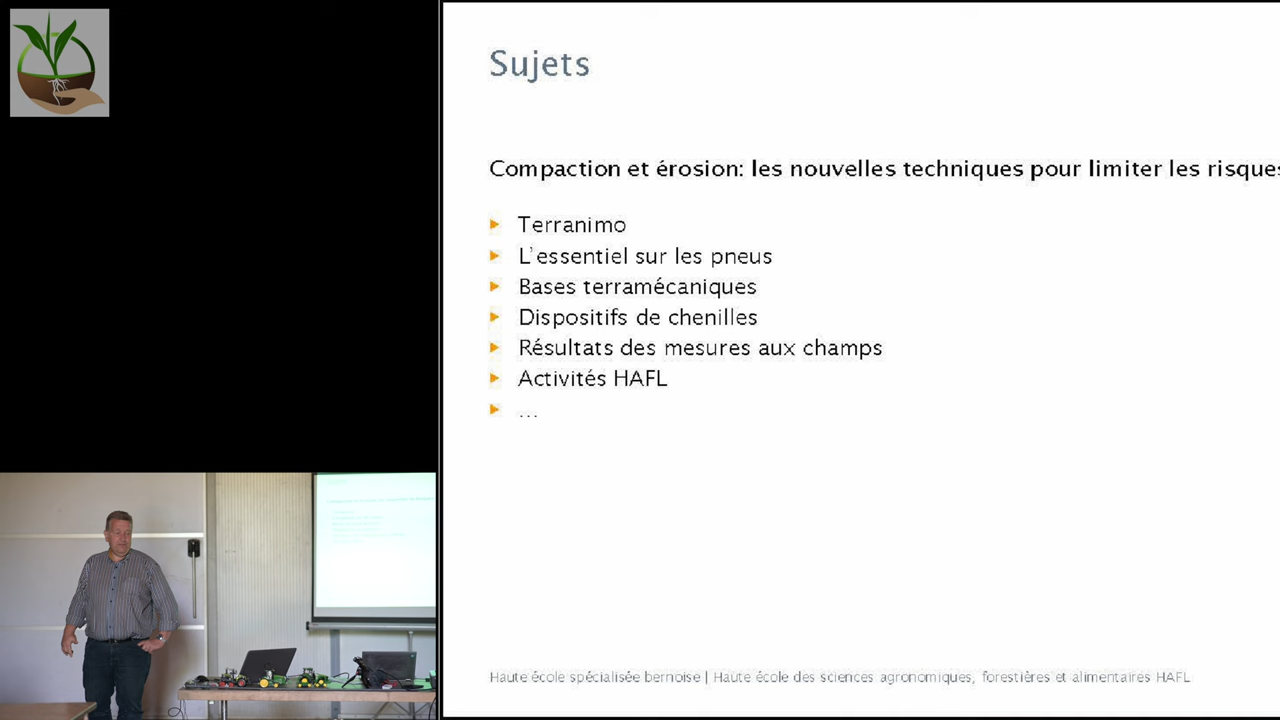 Sujets
Compaction et érosion: les nouvelles techniques pour limiter les risques
Terranimo
L'essentiel sur les pneus
Bases terramécaniques
Dispositifs de chenilles
Résultats des mesures aux champs
Activités HAFL
...
Haute école spécialisée bernoise | Haute école des sciences agronomiques, forestières et alimentaires HAFL